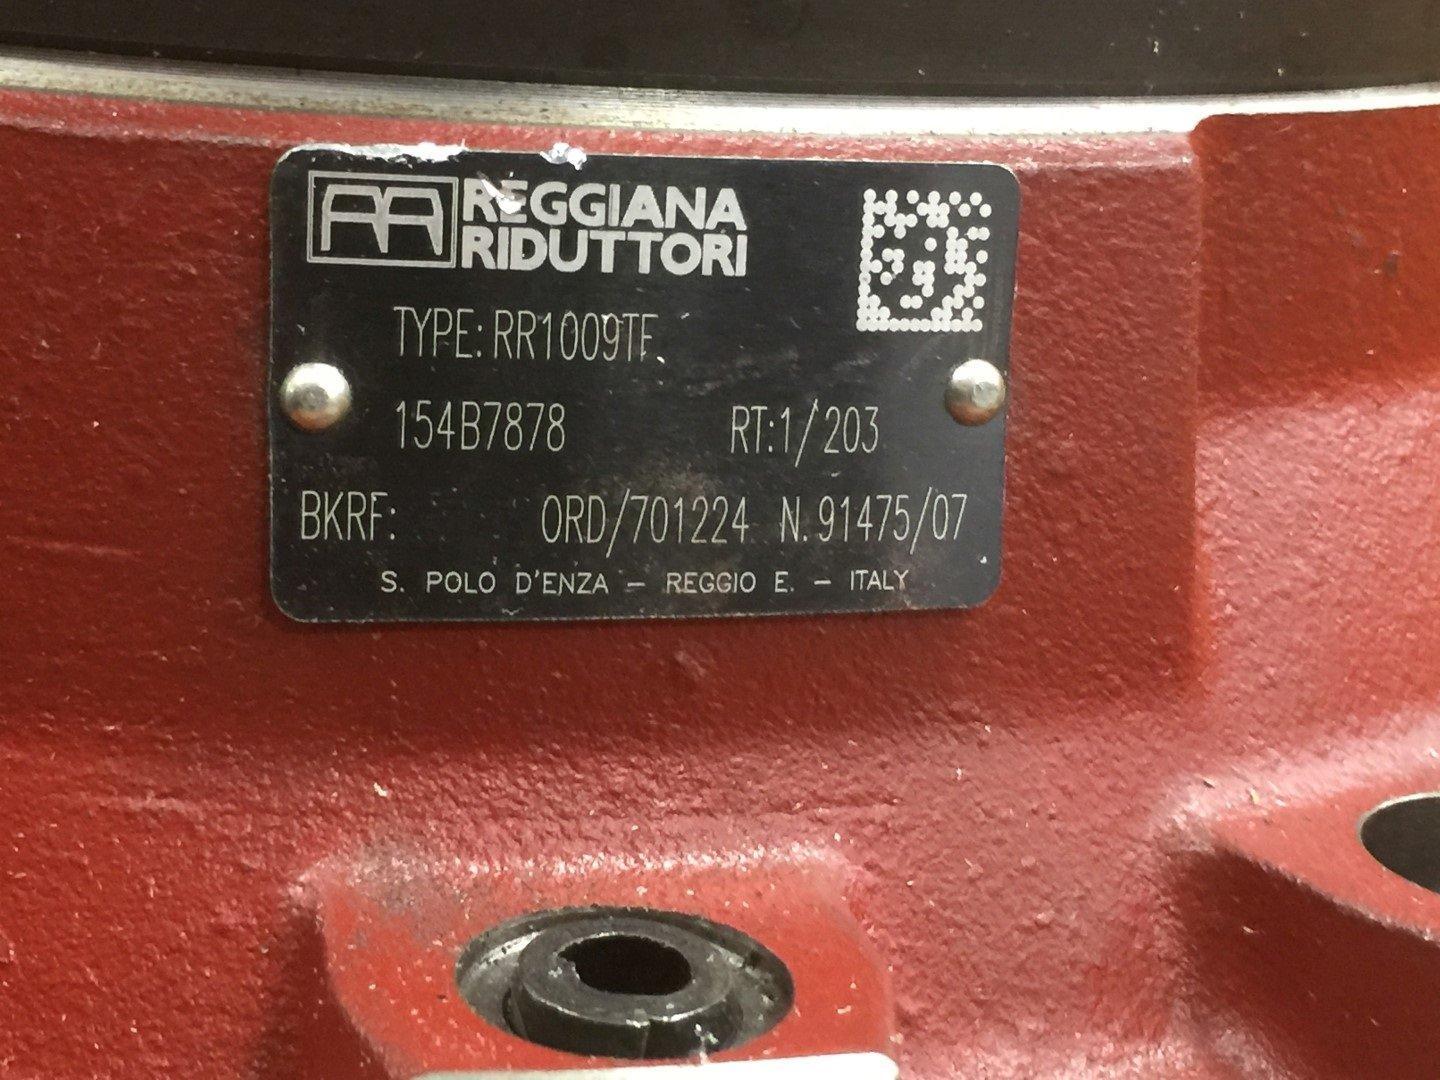 REGGIANA
RIDUTTORI
TYPE: RR1009TF
154B7878 RT:1/203
BKRF: ORD/701224 N.91475/07
S. POLO D'ENZA – REGGIO E. – ITALY